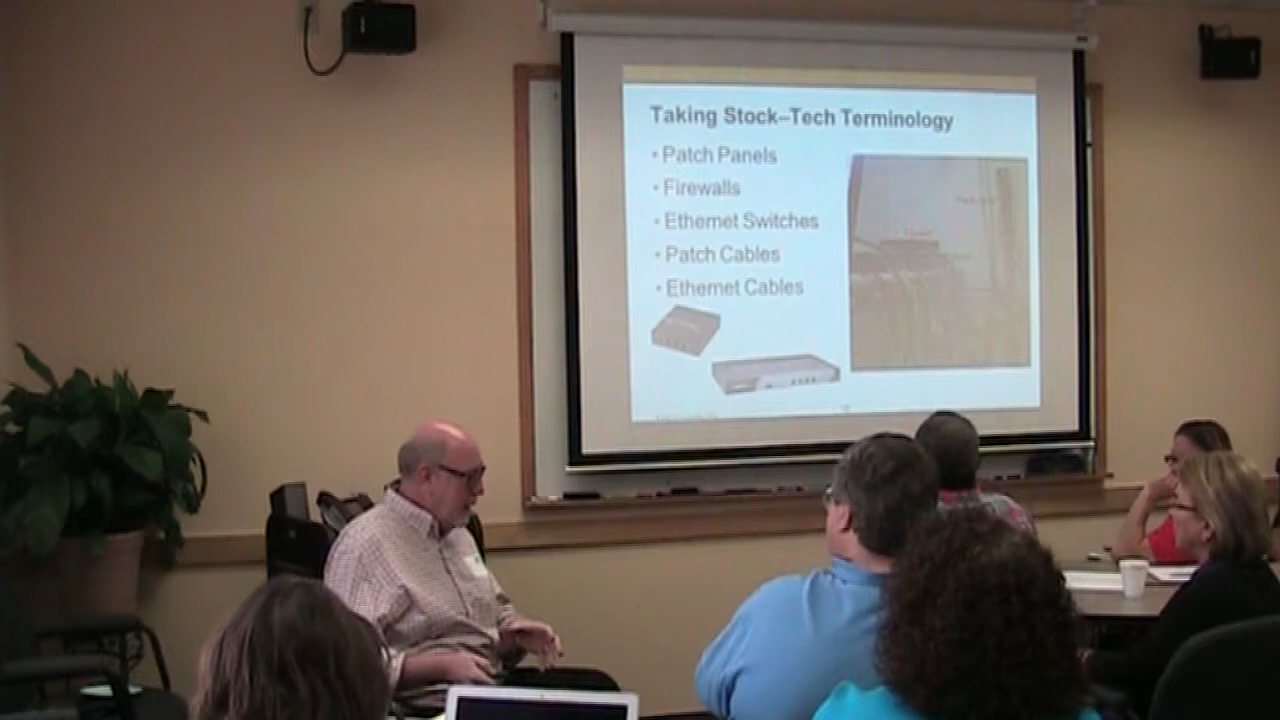 Taking Stock–Tech Terminology
• Patch Panels
• Firewalls
• Ethernet Switches
• Patch Cables
• Ethernet Cables